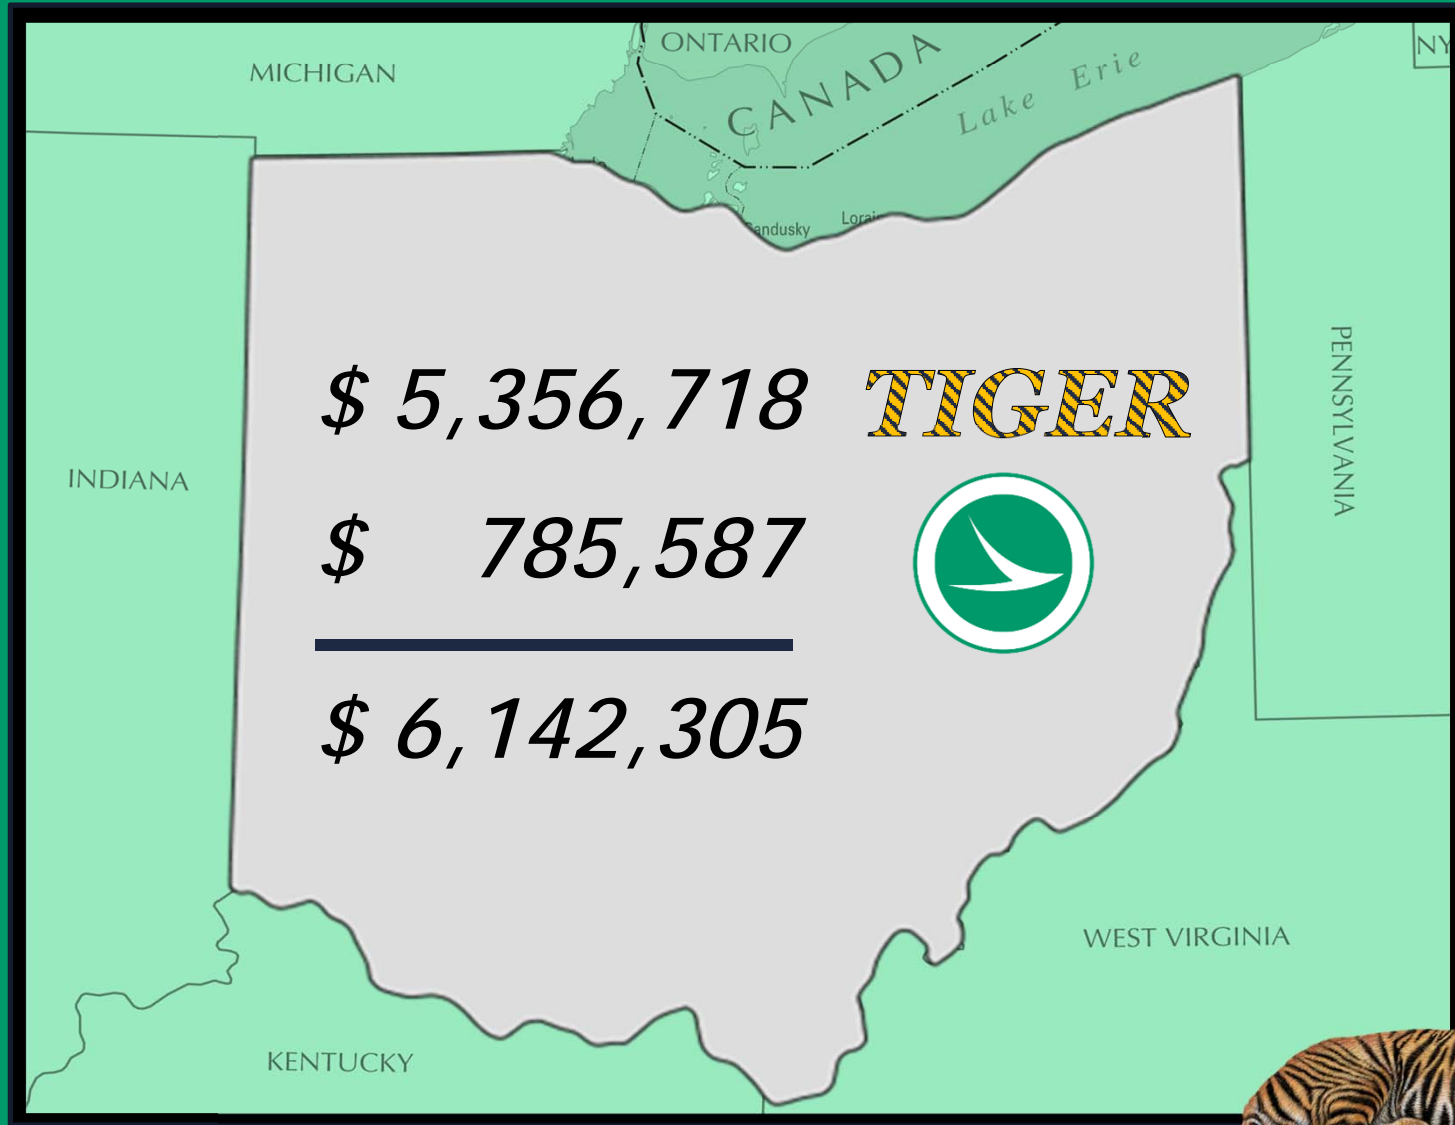 ONTARIO
MICHIGAN
CANADA
Lake Erie
NY
Lorain
Sandusky
PENNSYLVANIA
$ 5,356,718 TIGER
INDIANA
$ 785,587
$ 6,142,305
WEST VIRGINIA
KENTUCKY